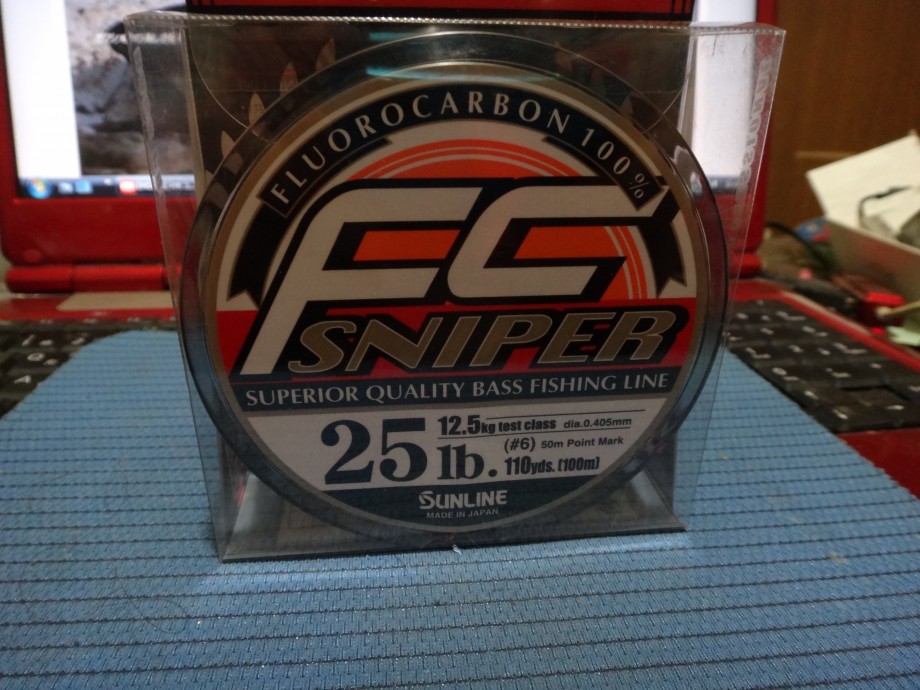 FLUOROCARBON 100%
FC
SNIPER
SUPERIOR QUALITY BASS FISHING LINE
25 lb.
12.5kg test class dia.0.405mm
(#6) 50m Point Mark
110yds. (100m)
SUNLINE
MADE IN JAPAN